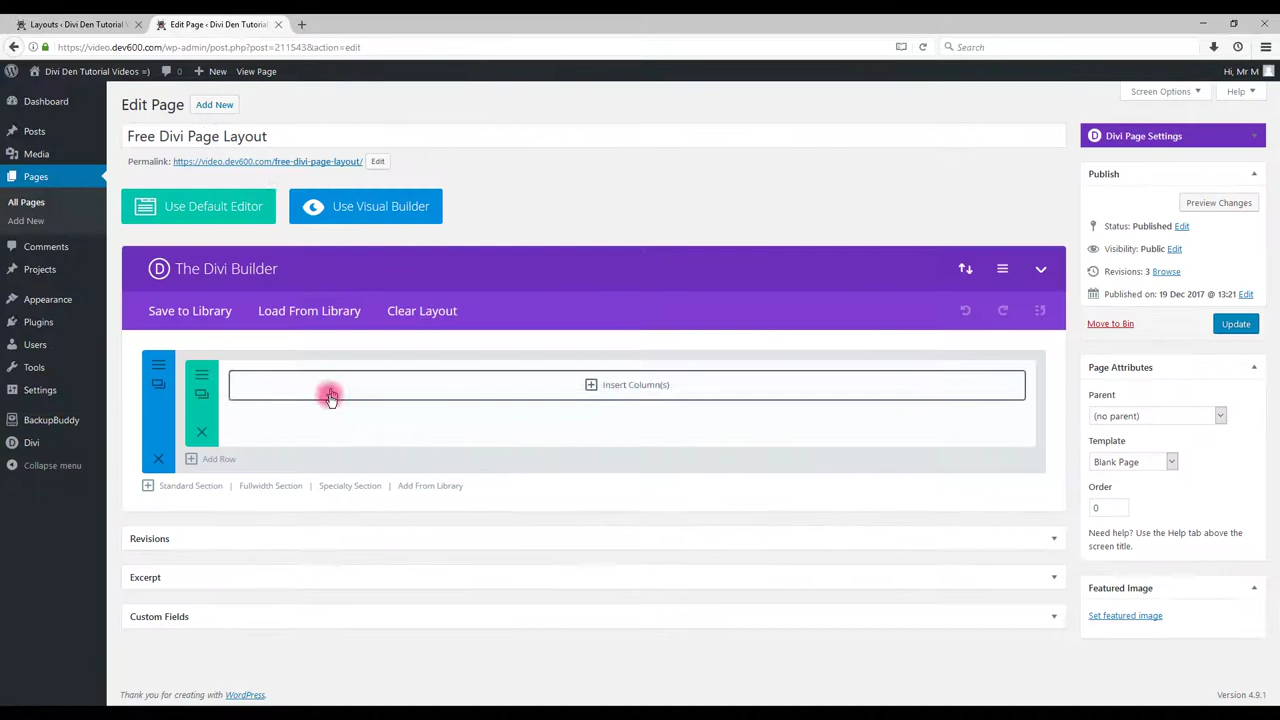 Layouts ‹ Divi Den Tutorial
Edit Page ‹ Divi Den Tutorial
https://video.dev600.com/wp-admin/post.php?post=211543&action=edit
Search
Divi Den Tutorial Videos =)
0
New
View Page
Hi, Mr M
Dashboard
Posts
Media
Pages
All Pages
Add New
Comments
Projects
Appearance
Plugins
Users
Tools
Settings
BackupBuddy
Divi
Collapse menu
Screen Options
Help
Edit Page
Add New
Free Divi Page Layout
Permalink: https://video.dev600.com/free-divi-page-layout/ Edit
Use Default Editor
Use Visual Builder
D The Divi Builder
Save to Library
Load From Library
Clear Layout
Insert Column(s)
Add Row
Standard Section | Fullwidth Section | Specialty Section | Add From Library
Revisions
Excerpt
Custom Fields
Thank you for creating with WordPress.
Version 4.9.1
D Divi Page Settings
Publish
Preview Changes
Status: Published Edit
Visibility: Public Edit
Revisions: 3 Browse
Published on: 19 Dec 2017 @ 13:21 Edit
Move to Bin
Update
Page Attributes
Parent
(no parent)
Template
Blank Page
Order
0
Need help? Use the Help tab above the
screen title.
Featured Image
Set featured image